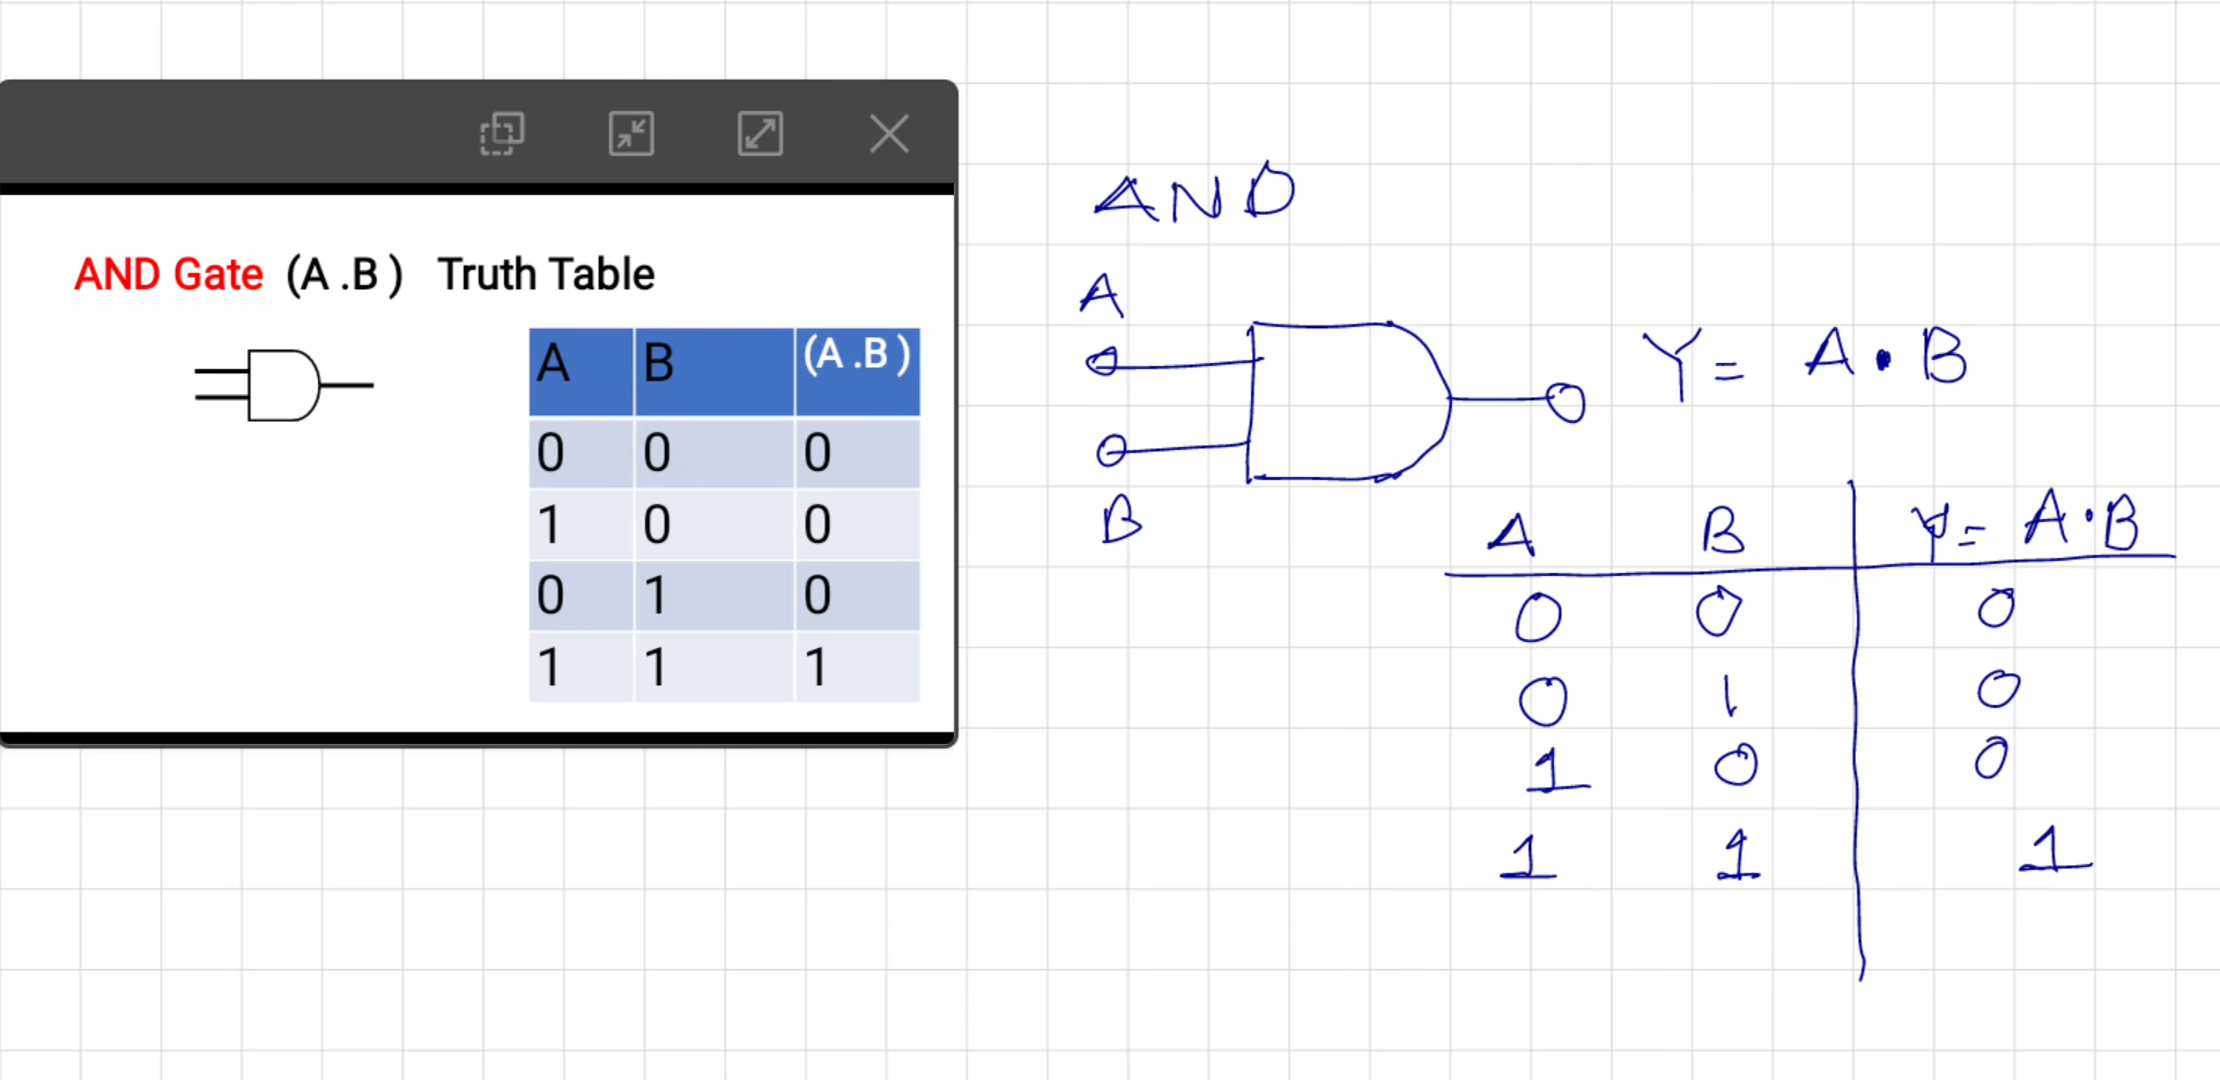 AND Gate (A .B ) Truth Table
A B (A .B )
0 0 0
1 0 0
0 1 0
1 1 1
AND
A
Y = A • B
B
A B Y = A • B
0 0 0
0 1 0
1 0 0
1 1 1